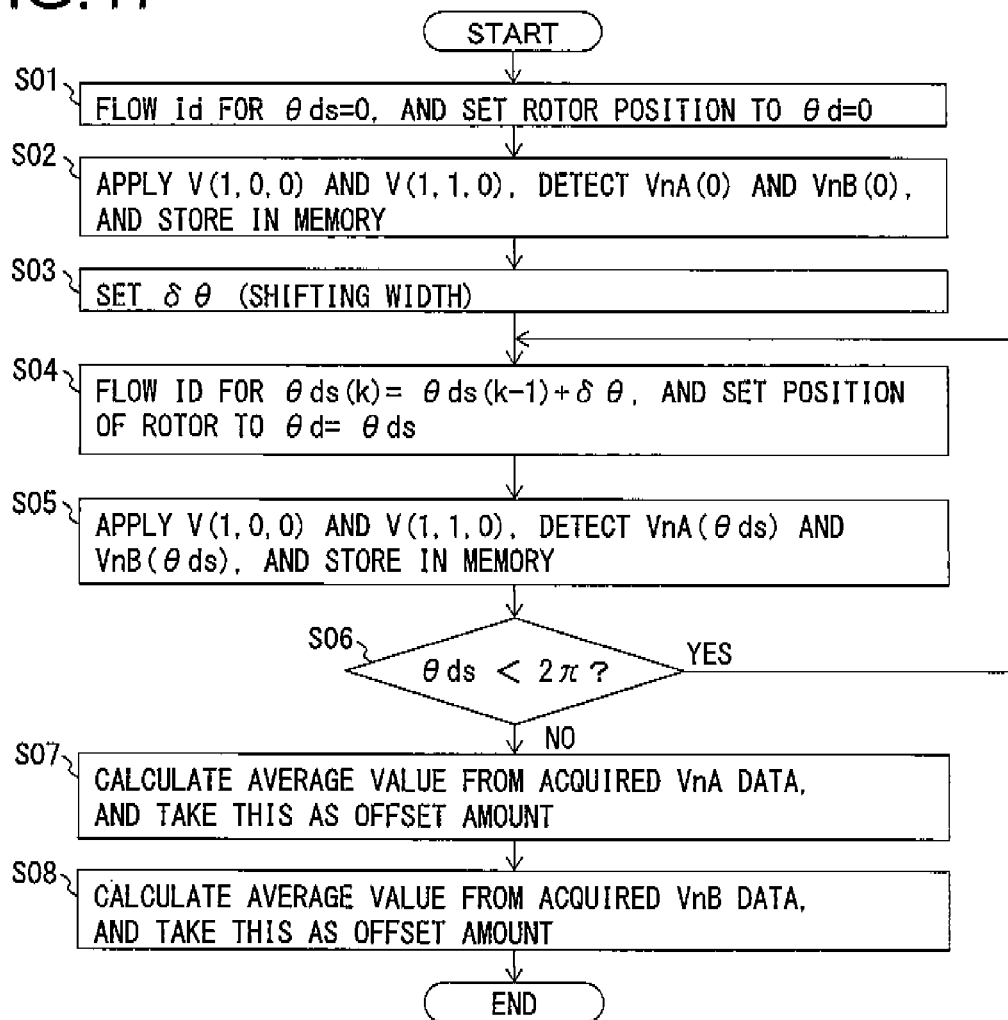 START
S01
FLOW Id FOR θds=0, AND SET ROTOR POSITION TO θd=0
S02
APPLY V(1,0,0) AND V(1,1,0), DETECT VnA(0) AND VnB(0),
AND STORE IN MEMORY
S03
SET δθ (SHIFTING WIDTH)
S04
FLOW ID FOR θds(k)= θds(k-1)+δθ, AND SET POSITION
OF ROTOR TO θd= θds
S05
APPLY V(1,0,0) AND V(1,1,0), DETECT VnA(θds) AND
VnB(θds), AND STORE IN MEMORY
S06
θds < 2π ?
YES
NO
S07
CALCULATE AVERAGE VALUE FROM ACQUIRED VnA DATA,
AND TAKE THIS AS OFFSET AMOUNT
S08
CALCULATE AVERAGE VALUE FROM ACQUIRED VnB DATA,
AND TAKE THIS AS OFFSET AMOUNT
END